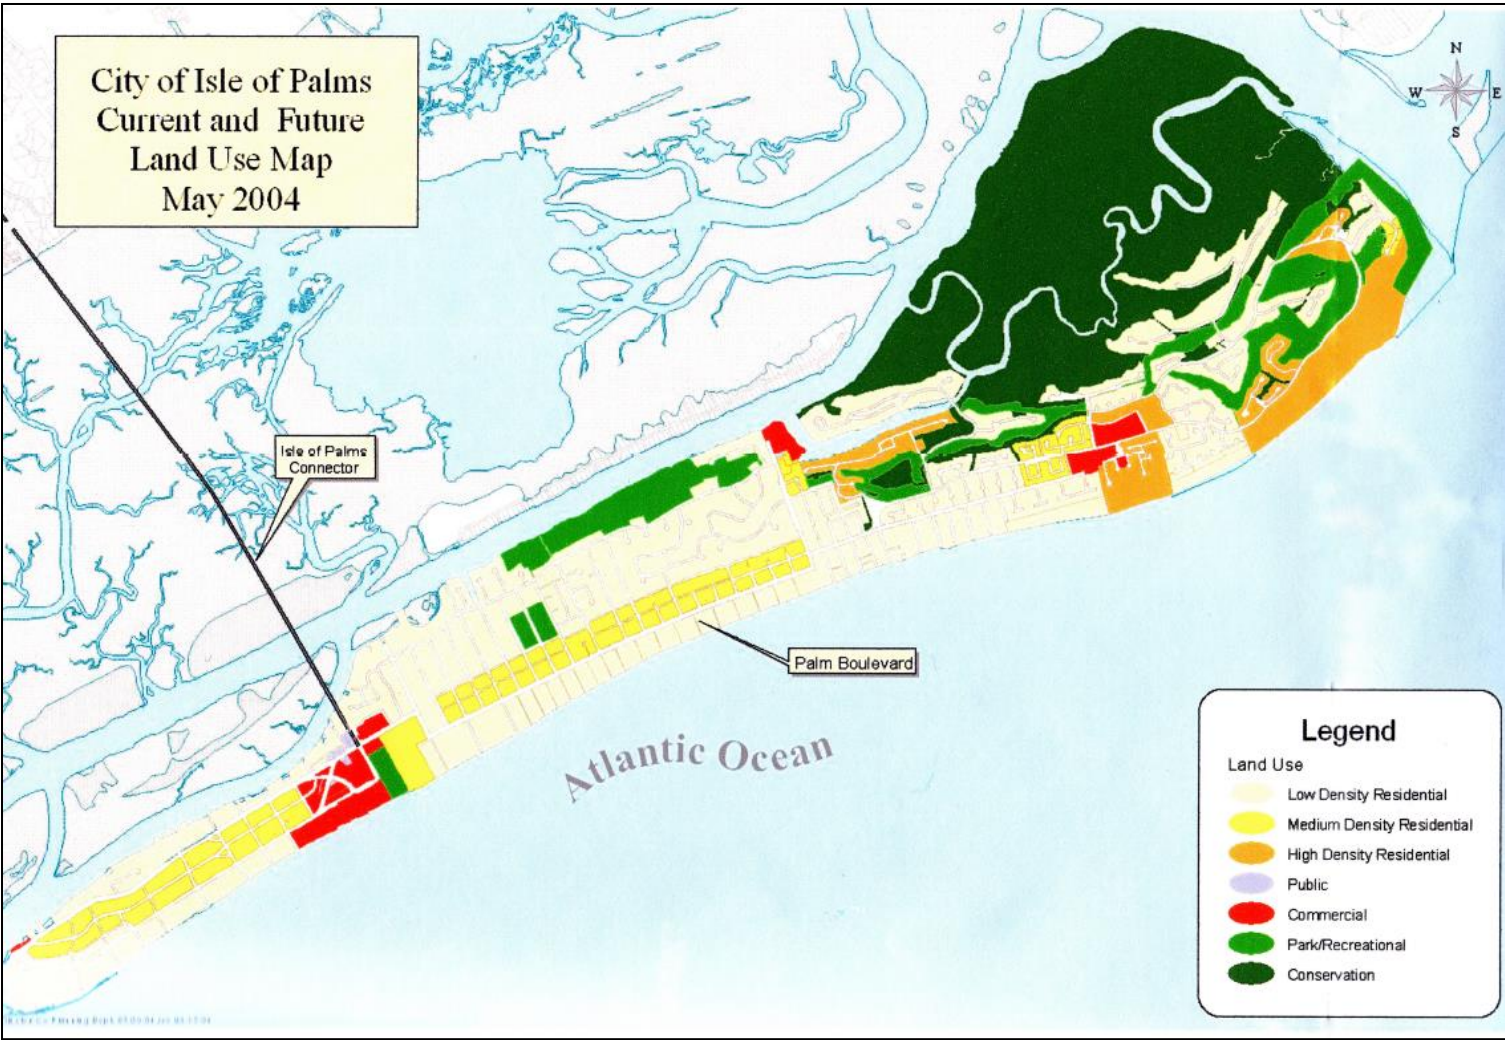 City of Isle of Palms
Current and Future
Land Use Map
May 2004
N
W
E
S
Isle of Palms
Connector
Palm Boulevard
Atlantic Ocean
Legend
Land Use
Low Density Residential
Medium Density Residential
High Density Residential
Public
Commercial
Park/Recreational
Conservation